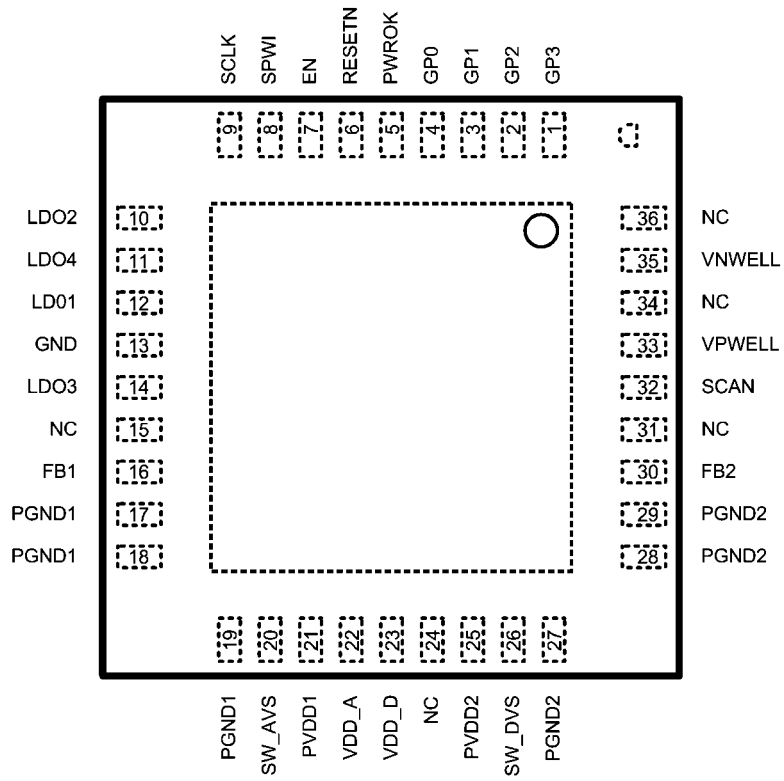 SCLK SPWI EN RESETN PWROK GP0 GP1 GP2 GP3
9 8 7 6 5 4 3 2 1
LDO2 10 36 NC
LDO4 11 35 VNWELL
LD01 12 34 NC
GND 13 33 VPWELL
LDO3 14 32 SCAN
NC 15 31 NC
FB1 16 30 FB2
PGND1 17 29 PGND2
PGND1 18 28 PGND2
19 20 21 22 23 24 25 26 27
PGND1 SW_AVS PVDD1 VDD_A VDD_D NC PVDD2 SW_DVS PGND2